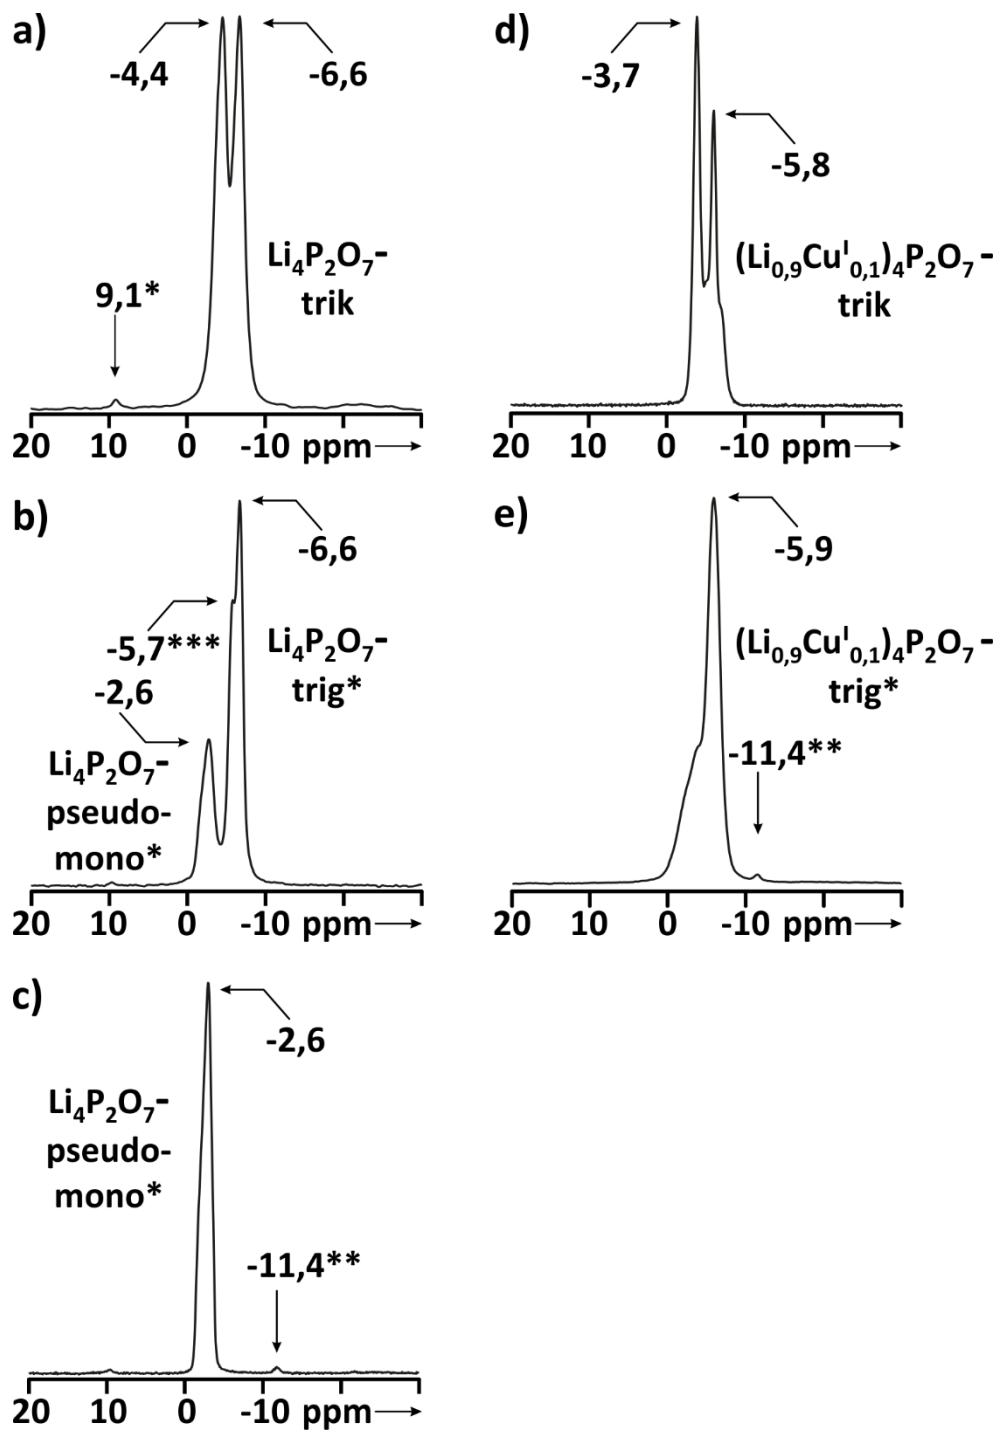 a)
-4,4
-6,6
Li₄P₂O₇-
trik
9,1*
20 10 0 -10 ppm
d)
-3,7
-5,8
(Li₀,₉Cuᴵ₀,₁)₄P₂O₇-
trik
20 10 0 -10 ppm
b)
-6,6
-5,7***
-2,6
Li₄P₂O₇-
trig*
Li₄P₂O₇-
pseudo-
mono*
20 10 0 -10 ppm
e)
-5,9
(Li₀,₉Cuᴵ₀,₁)₄P₂O₇-
trig*
-11,4**
20 10 0 -10 ppm
c)
-2,6
Li₄P₂O₇-
pseudo-
mono*
-11,4**
20 10 0 -10 ppm